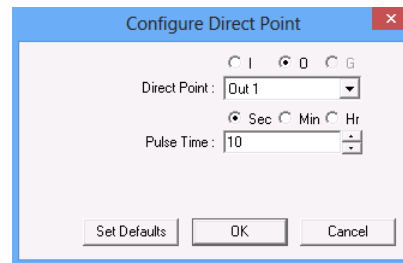 Configure Direct Point
I O G
Direct Point : Out 1
Sec Min Hr
Pulse Time : 10
Set Defaults OK Cancel